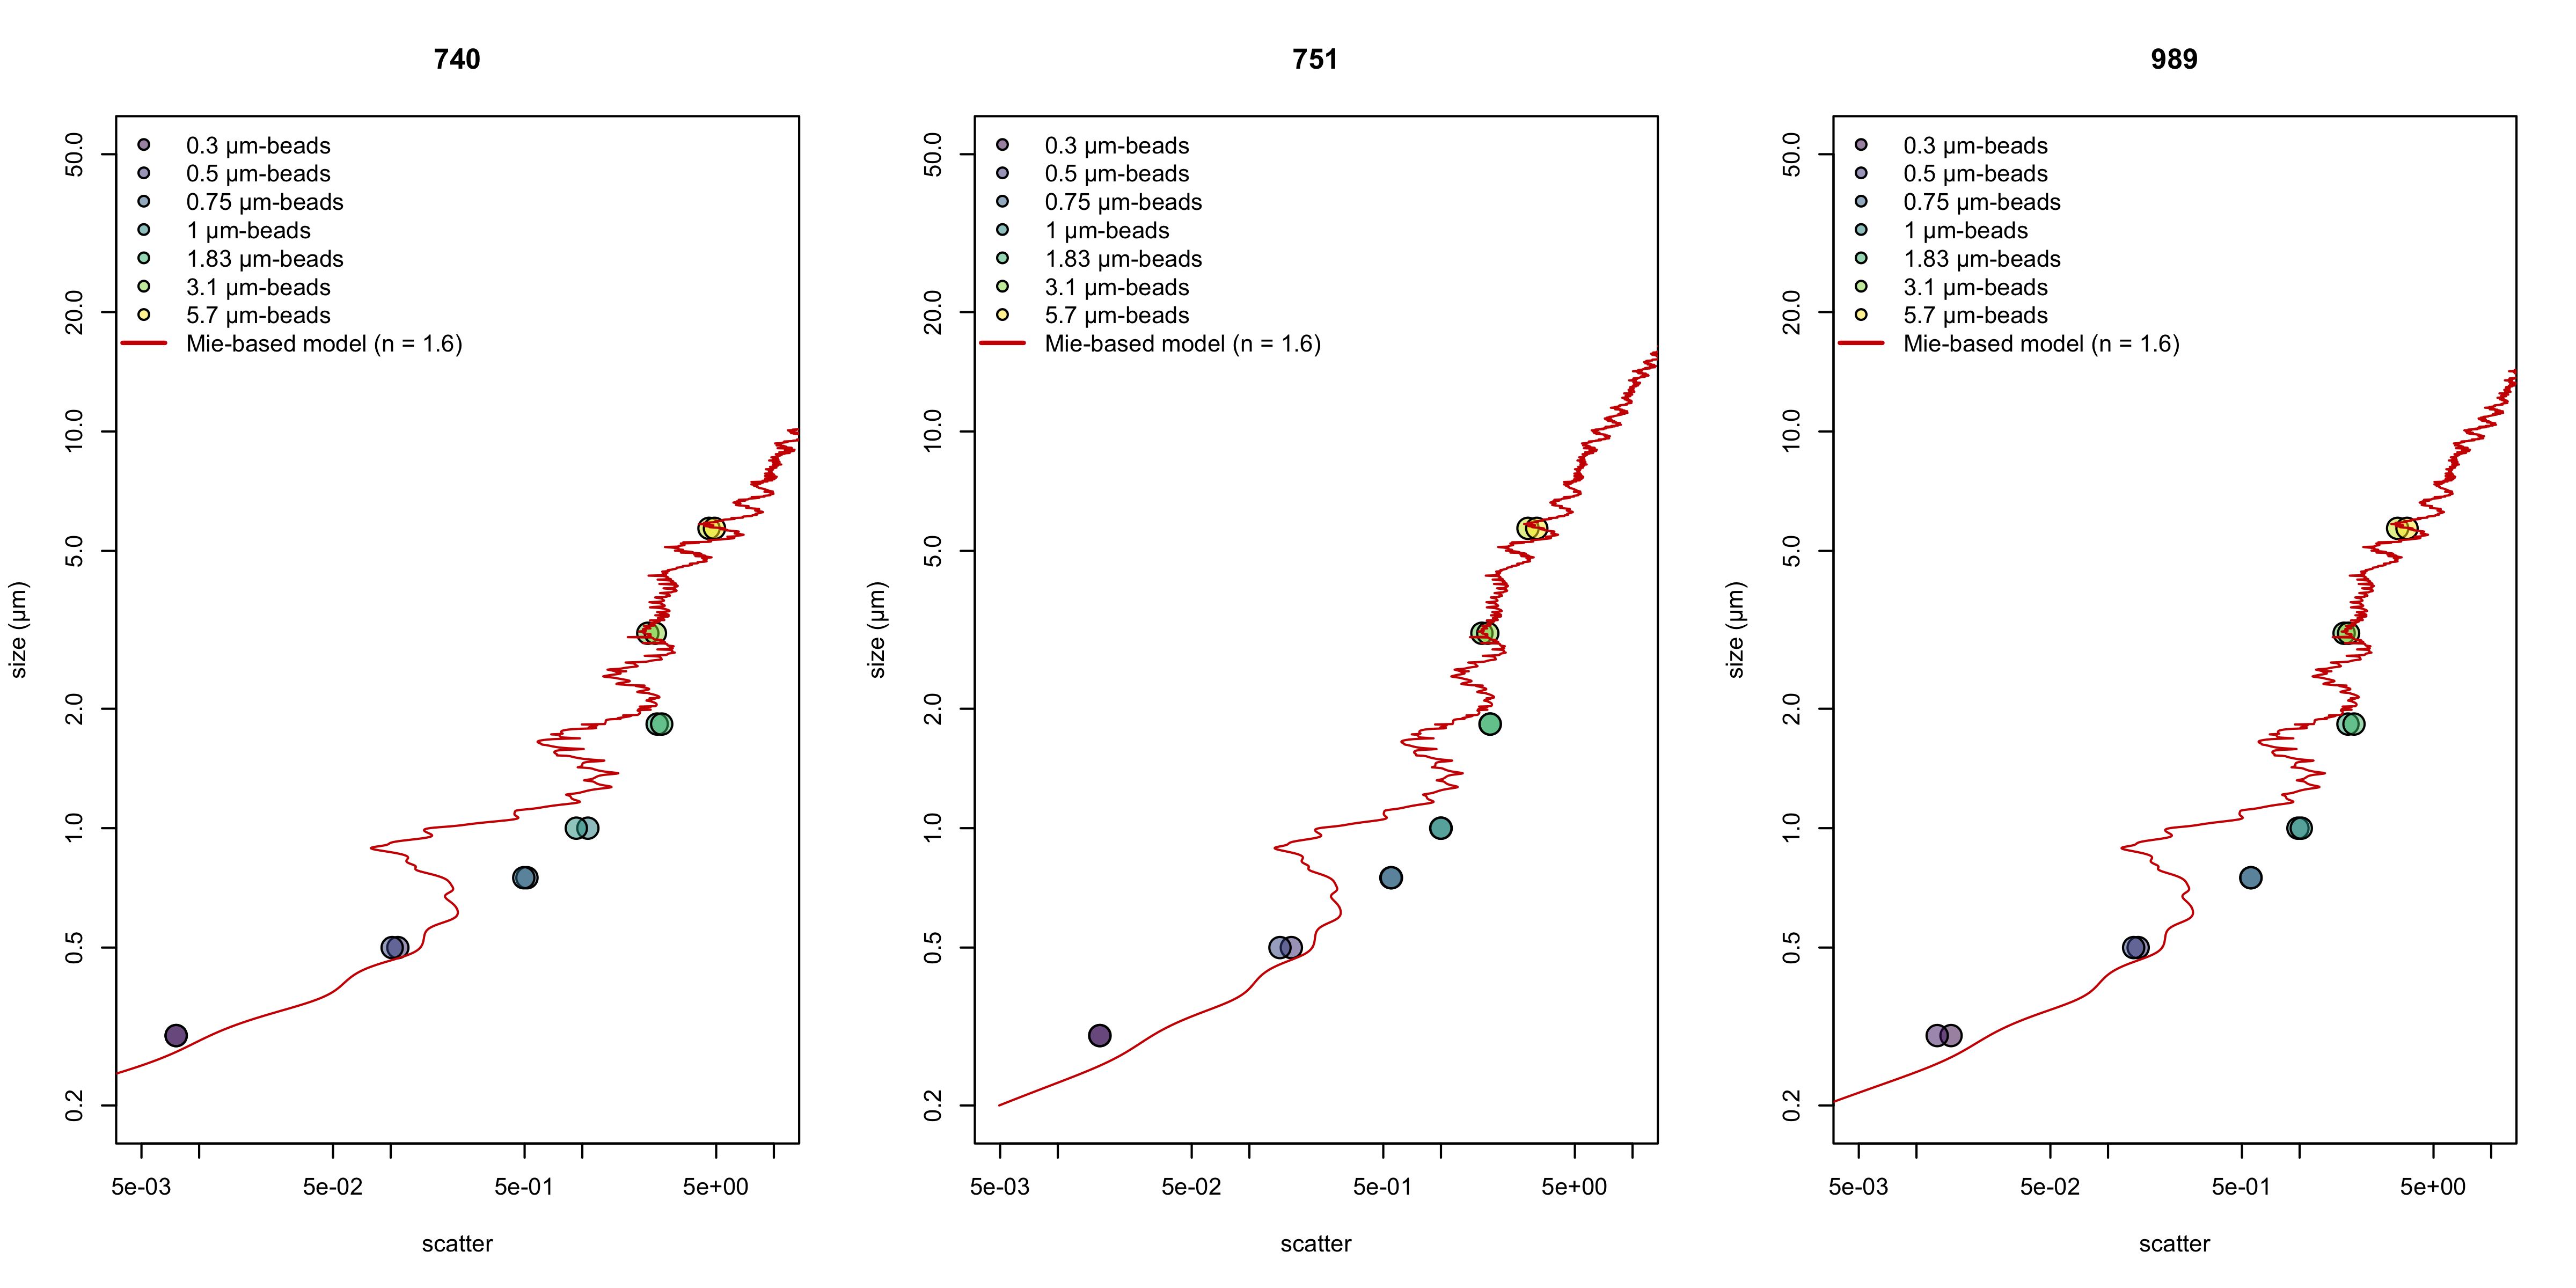 740
0.3 µm-beads
0.5 µm-beads
0.75 µm-beads
1 µm-beads
1.83 µm-beads
3.1 µm-beads
5.7 µm-beads
Mie-based model (n = 1.6)
size (µm)
50.0
20.0
10.0
5.0
2.0
1.0
0.5
0.2
5e-03 5e-02 5e-01 5e+00
scatter
751
0.3 µm-beads
0.5 µm-beads
0.75 µm-beads
1 µm-beads
1.83 µm-beads
3.1 µm-beads
5.7 µm-beads
Mie-based model (n = 1.6)
size (µm)
50.0
20.0
10.0
5.0
2.0
1.0
0.5
0.2
5e-03 5e-02 5e-01 5e+00
scatter
989
0.3 µm-beads
0.5 µm-beads
0.75 µm-beads
1 µm-beads
1.83 µm-beads
3.1 µm-beads
5.7 µm-beads
Mie-based model (n = 1.6)
size (µm)
50.0
20.0
10.0
5.0
2.0
1.0
0.5
0.2
5e-03 5e-02 5e-01 5e+00
scatter